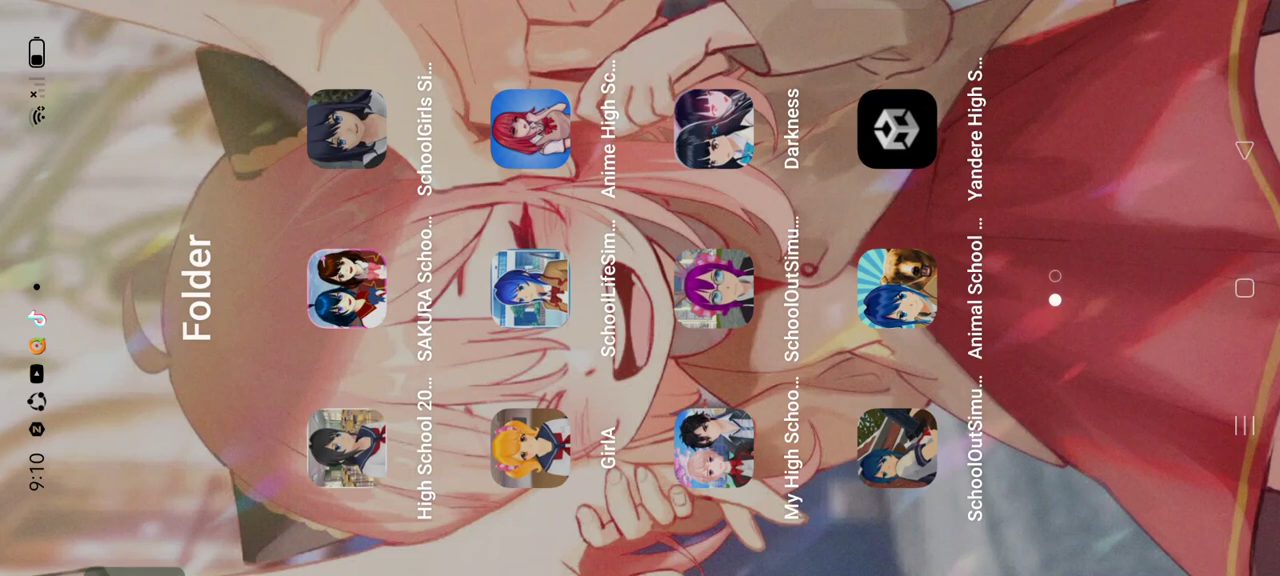 9:10
Folder
High School 20...
SAKURA Schoo...
SchoolGirls Si...
GirlA
SchoolLifeSim...
Anime High Sc...
My High Schoo...
SchoolOutSimu...
Darkness
SchoolOutSimu...
Animal School ...
Yandere High S...